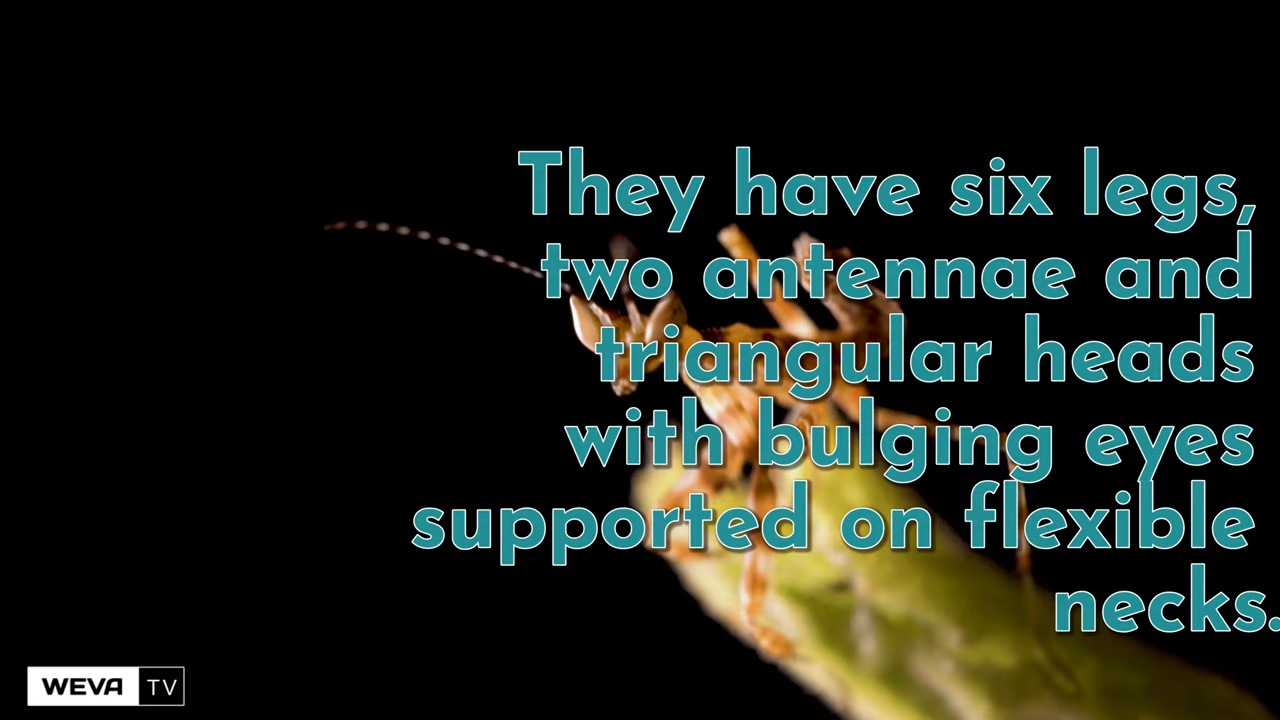 They have six legs,
two antennae and
triangular heads
with bulging eyes
supported on flexible
necks.
WEVA TV